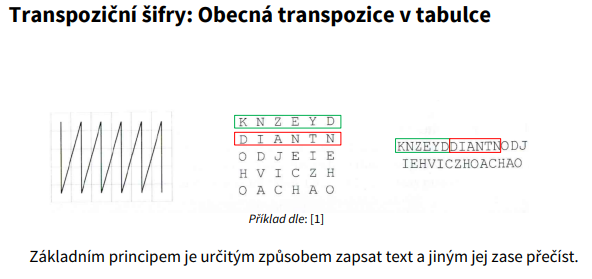 Transpoziční šifry: Obecná transpozice v tabulce
K N Z E Y D
D I A N T N
O D J E I E
H V I C Z H
O A C H A O
KNZEYDDIANTNODJ
IEHVICZHOACHAO
Příklad dle: [1]
Základním principem je určitým způsobem zapsat text a jiným jej zase přečíst.